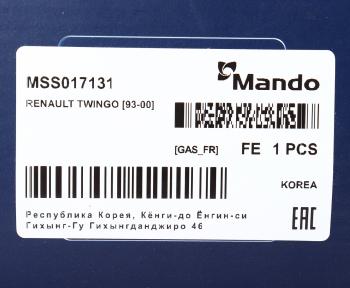 Mando
MSS017131
RENAULT TWINGO [93-00]
[GAS_FR] FE 1 PCS
KOREA
Республика Корея, Кёнги-до Ёнгин-си
Гихынг-Гу Гихынгданджиро 46
EAC